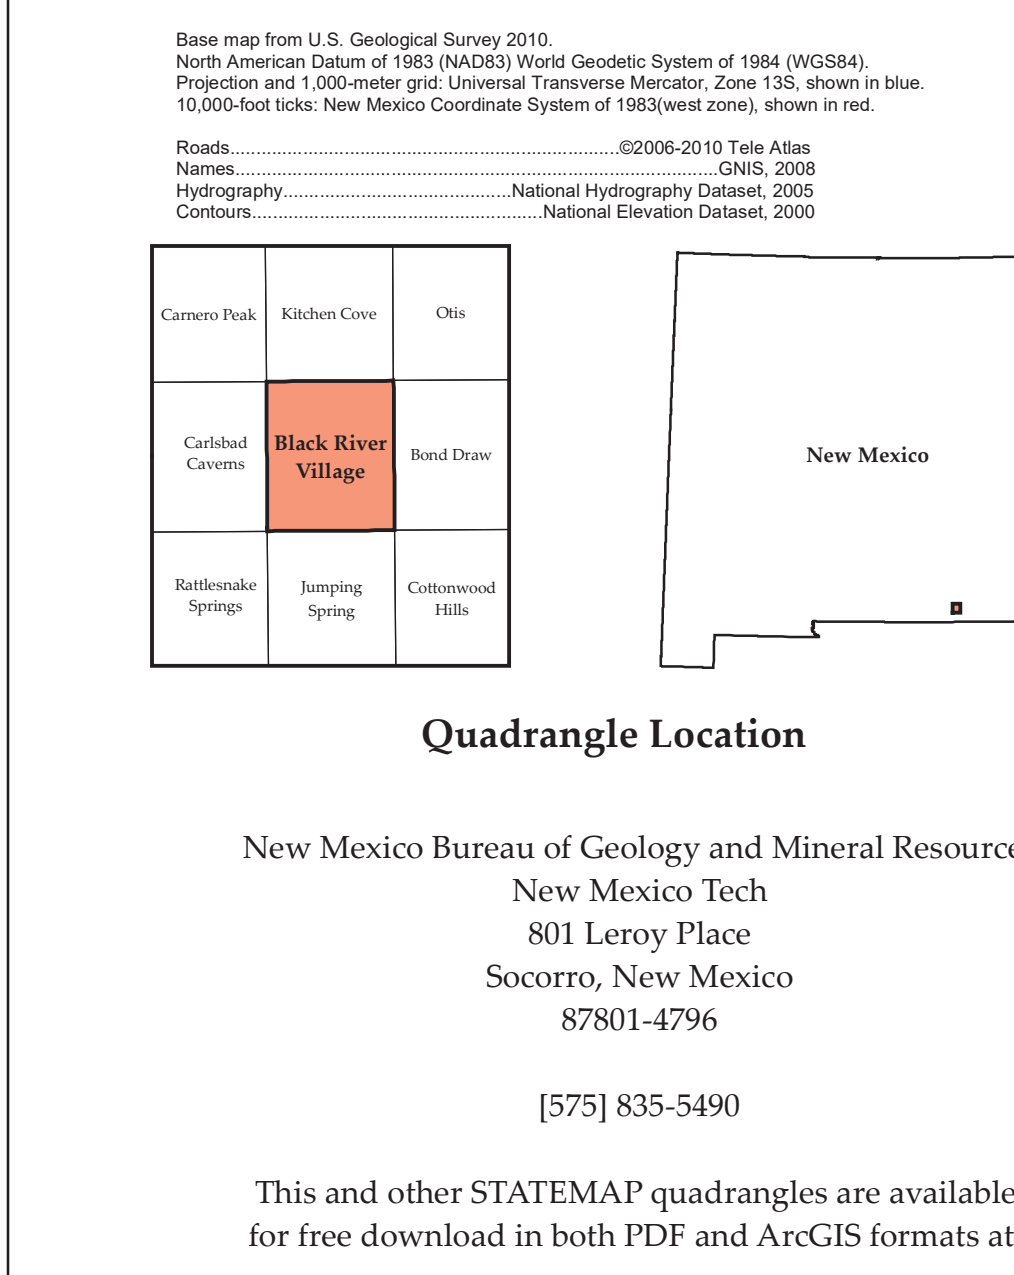 Base map from U.S. Geological Survey 2010.
North American Datum of 1983 (NAD83) World Geodetic System of 1984 (WGS84).
Projection and 1,000-meter grid: Universal Transverse Mercator, Zone 13S, shown in blue.
10,000-foot ticks: New Mexico Coordinate System of 1983(west zone), shown in red.
Roads..........................................................................©2006-2010 Tele Atlas
Names.............................................................................................GNIS, 2008
Hydrography............................................National Hydrography Dataset, 2005
Contours........................................................National Elevation Dataset, 2000
Carnero Peak
Kitchen Cove
Otis
Carlsbad
Caverns
Black River
Village
Bond Draw
Rattlesnake
Springs
Jumping
Spring
Cottonwood
Hills
New Mexico
Quadrangle Location
New Mexico Bureau of Geology and Mineral Resource
New Mexico Tech
801 Leroy Place
Socorro, New Mexico
87801-4796
[575] 835-5490
This and other STATEMAP quadrangles are available
for free download in both PDF and ArcGIS formats at